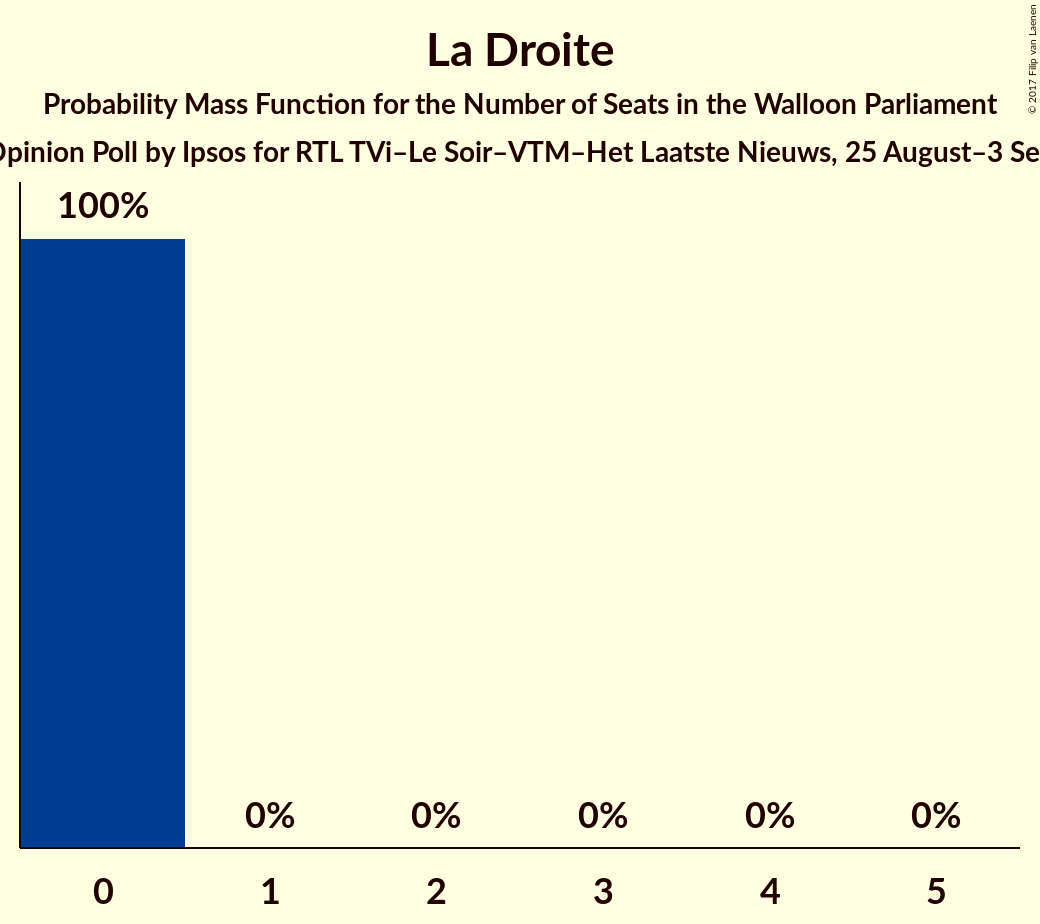 La Droite
Probability Mass Function for the Number of Seats in the Walloon Parliament
Opinion Poll by Ipsos for RTL TVi–Le Soir–VTM–Het Laatste Nieuws, 25 August–3 Se
© 2017 Filip van Laenen
100%
0% 0% 0% 0% 0%
0 1 2 3 4 5